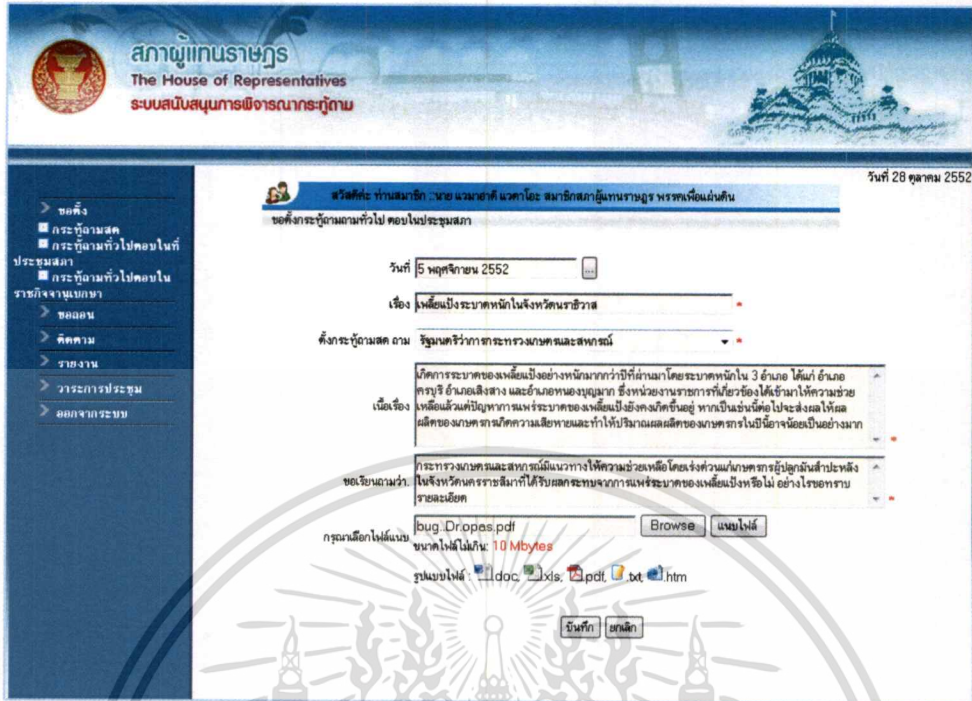 สภาผู้แทนราษฎร
The House of Representatives
ระบบสนับสนุนการพิจารณากระทู้ถาม
วันที่ 28 ตุลาคม 2552
สวัสดีค่ะ ท่านสมาชิก ..นาย แวมาฮาดี แวดาโอะ สมาชิกสภาผู้แทนราษฎร พรรคเพื่อแผ่นดิน
ขอตั้งกระทู้ถามถามทั่วไป ตอบในประชุมสภา
ขอตั้ง
กระทู้ถามสด
กระทู้ถามทั่วไปตอบในที่
ประชุมสภา
กระทู้ถามทั่วไปตอบใน
ราชกิจจานุเบกษา
ขอถอน
ติดตาม
รายงาน
วาระการประชุม
ออกจากระบบ
วันที่ 5 พฤศจิกายน 2552 ...
เรื่อง เพลี้ยแป้งระบาดหนักในจังหวัดนราธิวาส *
ตั้งกระทู้ถามสด ถาม รัฐมนตรีว่าการกระทรวงเกษตรและสหกรณ์ *
เนื้อเรื่อง
เกิดการระบาดของเพลี้ยแป้งอย่างหนักมากกว่าปีที่ผ่านมาโดยระบาดหนักใน 3 อำเภอ ได้แก่ อำเภอ
ครบุรี อำเภอเสิงสาง และอำเภอหนองบุญมาก ซึ่งหน่วยงานราชการที่เกี่ยวข้องได้เข้ามาให้ความช่วย
เหลือแล้วแต่ปัญหาการแพร่ระบาดของเพลี้ยแป้งยังคงเกิดขึ้นอยู่ หากเป็นเช่นนี้ต่อไปจะส่งผลให้ผล
ผลิตของเกษตรกรเกิดความเสียหายและทำให้ปริมาณผลผลิตของเกษตรกรในปีนี้อาจน้อยเป็นอย่างมาก
*
ขอเรียนถามว่า.
กระทรวงเกษตรและสหกรณ์มีแนวทางให้ความช่วยเหลือโดยเร่งด่วนแก่เกษตรกรผู้ปลูกมันสำปะหลัง
ในจังหวัดนครราชสีมาที่ได้รับผลกระทบจากการแพร่ระบาดของเพลี้ยแป้งหรือไม่ อย่างไรขอทราบ
รายละเอียด
*
กรุณาเลือกไฟล์แนบ bug..Dr.opas.pdf Browse แนบไฟล์
ขนาดไฟล์ไม่เกิน: 10 Mbytes
รูปแบบไฟล์ : .doc, .xls, .pdf, .txt, .htm
บันทึก ยกเลิก